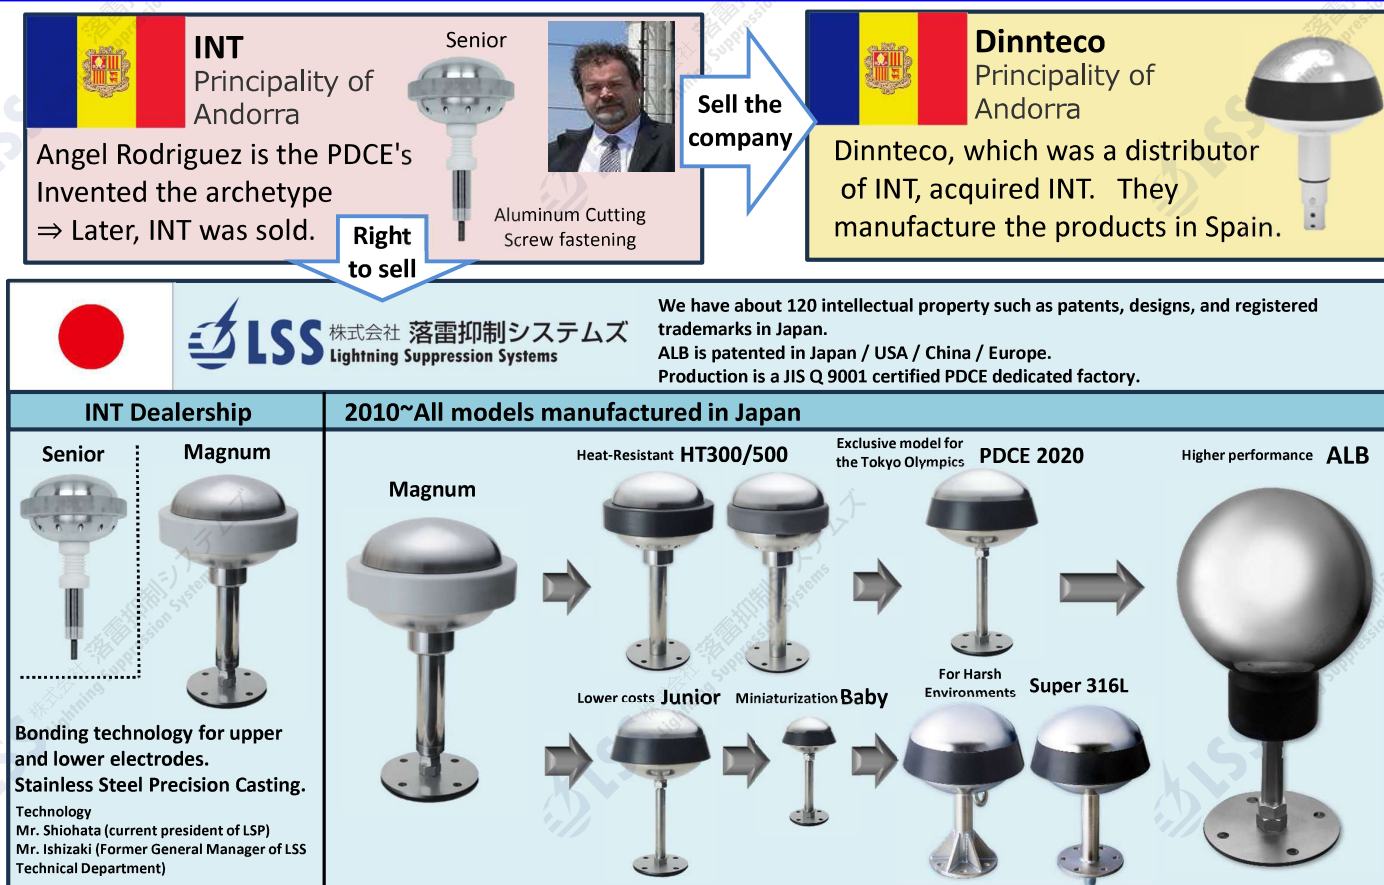 INT
Principality of
Andorra
Senior
Angel Rodriguez is the PDCE's
Invented the archetype
⇒ Later, INT was sold.
Aluminum Cutting
Screw fastening
Sell the
company
Dinnteco
Principality of
Andorra
Dinnteco, which was a distributor
of INT, acquired INT. They
manufacture the products in Spain.
Right
to sell
LSS 株式会社 落雷抑制システムズ
Lightning Suppression Systems
We have about 120 intellectual property such as patents, designs, and registered
trademarks in Japan.
ALB is patented in Japan / USA / China / Europe.
Production is a JIS Q 9001 certified PDCE dedicated factory.
INT Dealership
2010~All models manufactured in Japan
Senior
Magnum
Bonding technology for upper
and lower electrodes.
Stainless Steel Precision Casting.
Technology
Mr. Shiohata (current president of LSP)
Mr. Ishizaki (Former General Manager of LSS
Technical Department)
Magnum
Heat-Resistant HT300/500
Exclusive model for
the Tokyo Olympics PDCE 2020
Higher performance ALB
Lower costs Junior
Miniaturization Baby
For Harsh
Environments Super 316L